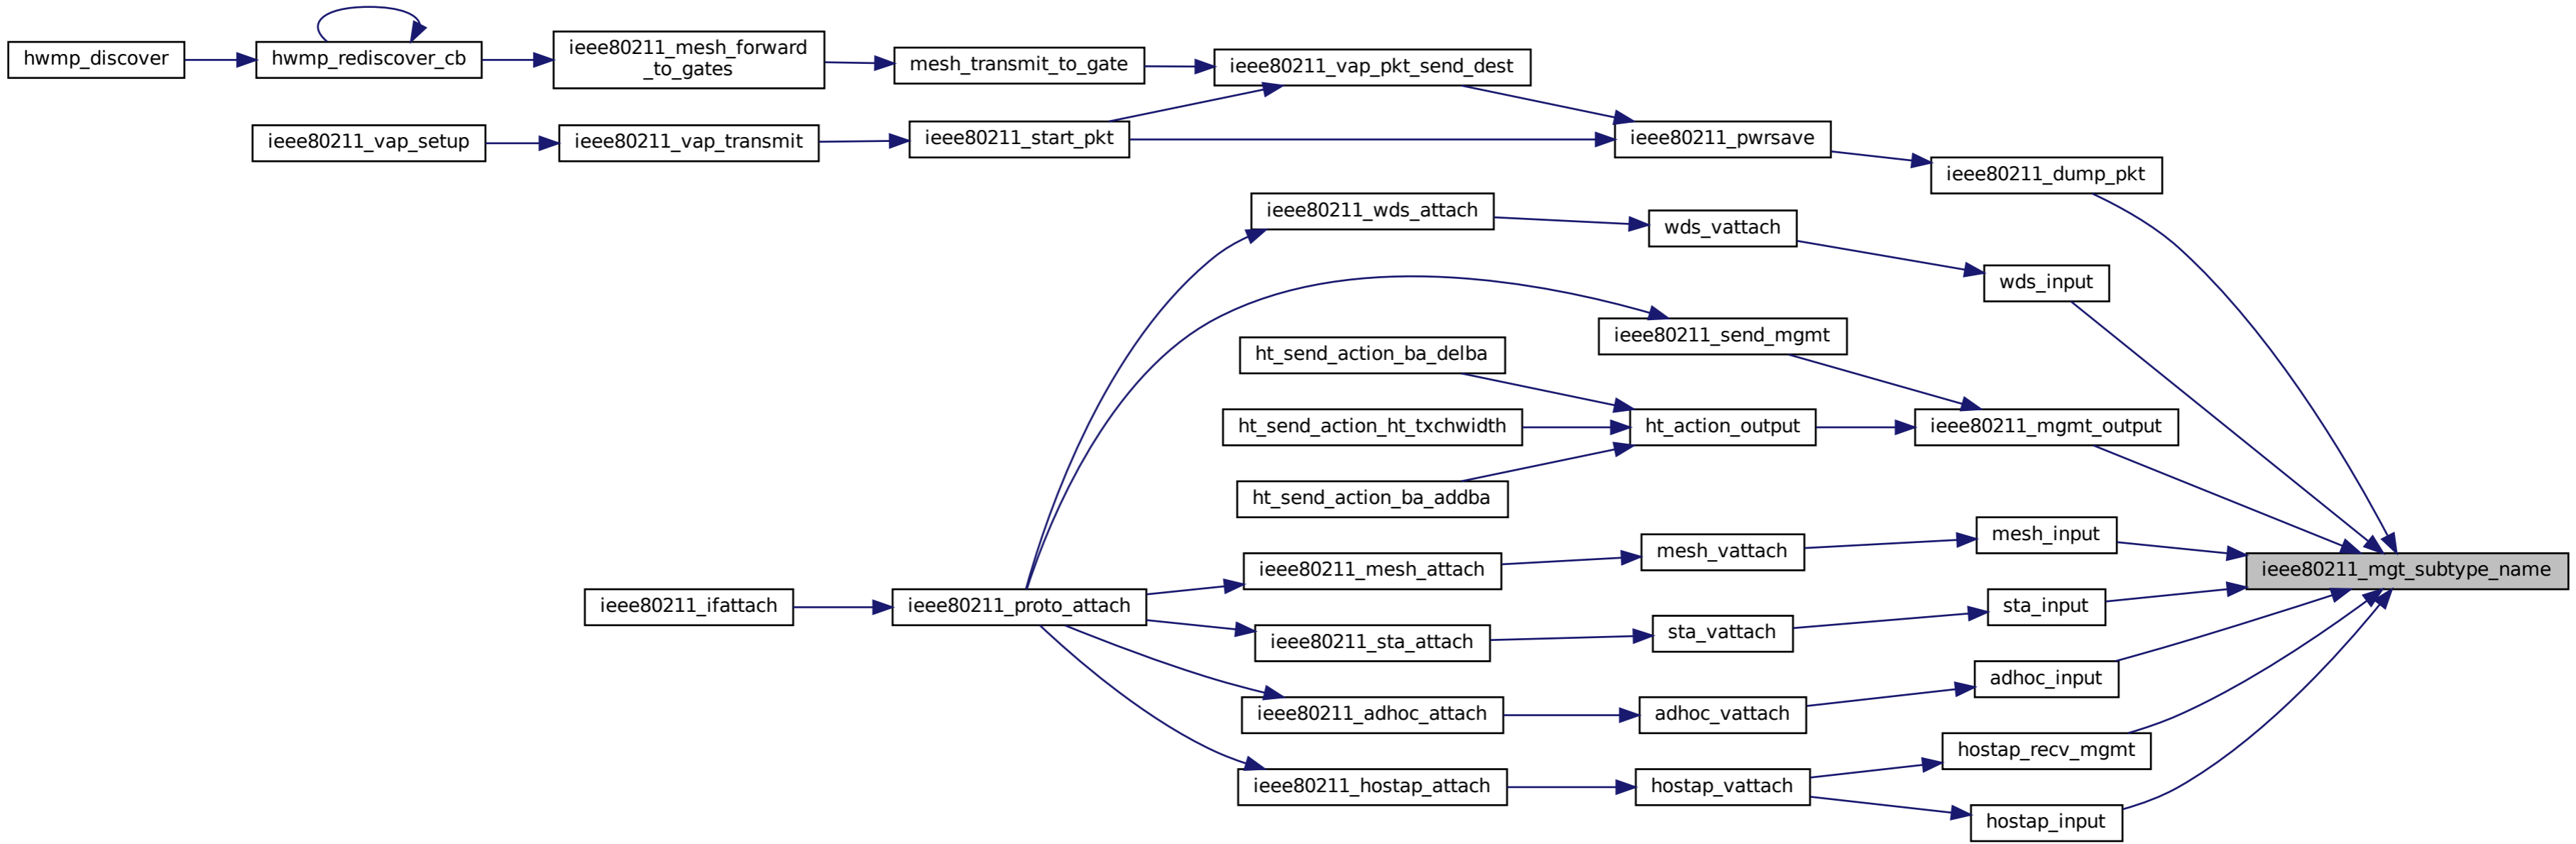 hwmp_discover
hwmp_rediscover_cb
ieee80211_mesh_forward
_to_gates
mesh_transmit_to_gate
ieee80211_vap_pkt_send_dest
ieee80211_vap_setup
ieee80211_vap_transmit
ieee80211_start_pkt
ieee80211_pwrsave
ieee80211_dump_pkt
ieee80211_wds_attach
wds_vattach
wds_input
ieee80211_send_mgmt
ht_send_action_ba_delba
ht_send_action_ht_txchwidth
ht_action_output
ieee80211_mgmt_output
ht_send_action_ba_addba
mesh_input
mesh_vattach
ieee80211_mesh_attach
ieee80211_mgt_subtype_name
ieee80211_ifattach
ieee80211_proto_attach
sta_input
sta_vattach
ieee80211_sta_attach
adhoc_input
adhoc_vattach
ieee80211_adhoc_attach
hostap_recv_mgmt
hostap_vattach
ieee80211_hostap_attach
hostap_input